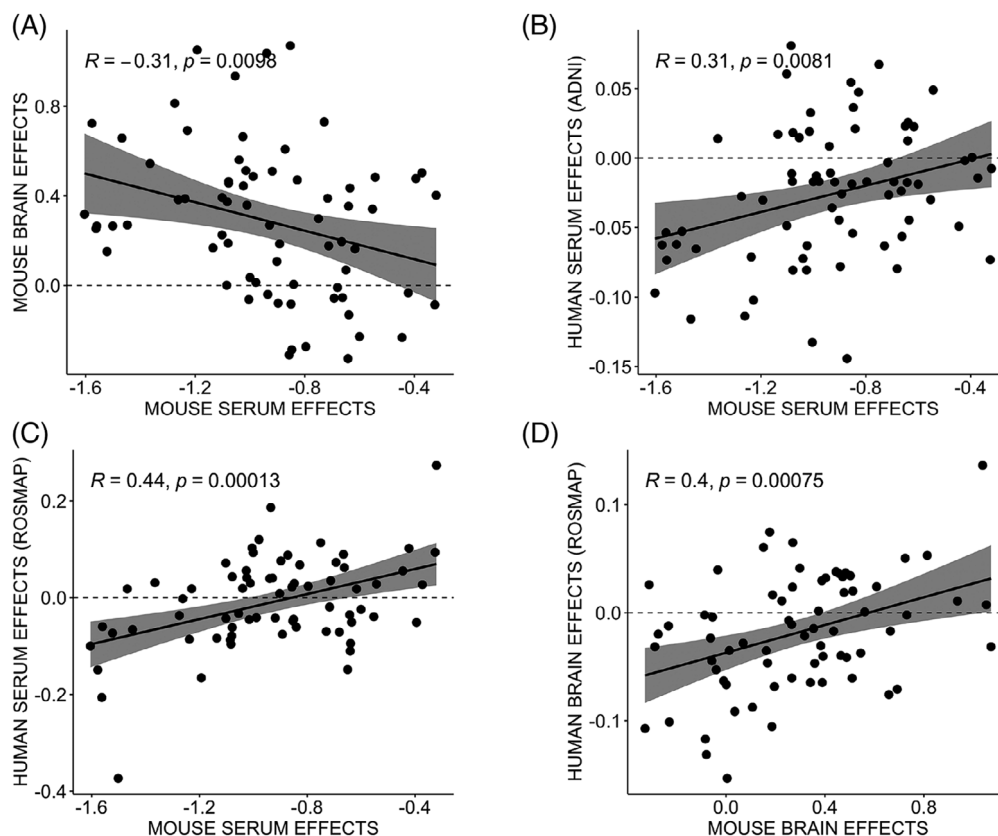 (A)
R = −0.31, p = 0.0098
MOUSE BRAIN EFFECTS
0.8
0.4
0.0
-1.6 -1.2 -0.8 -0.4
MOUSE SERUM EFFECTS
(B)
R = 0.31, p = 0.0081
HUMAN SERUM EFFECTS (ADNI)
0.05
0.00
-0.05
-0.10
-0.15
-1.6 -1.2 -0.8 -0.4
MOUSE SERUM EFFECTS
(C)
R = 0.44, p = 0.00013
HUMAN SERUM EFFECTS (ROSMAP)
0.2
0.0
-0.2
-0.4
-1.6 -1.2 -0.8 -0.4
MOUSE SERUM EFFECTS
(D)
R = 0.4, p = 0.00075
HUMAN BRAIN EFFECTS (ROSMAP)
0.1
0.0
-0.1
0.0 0.4 0.8
MOUSE BRAIN EFFECTS